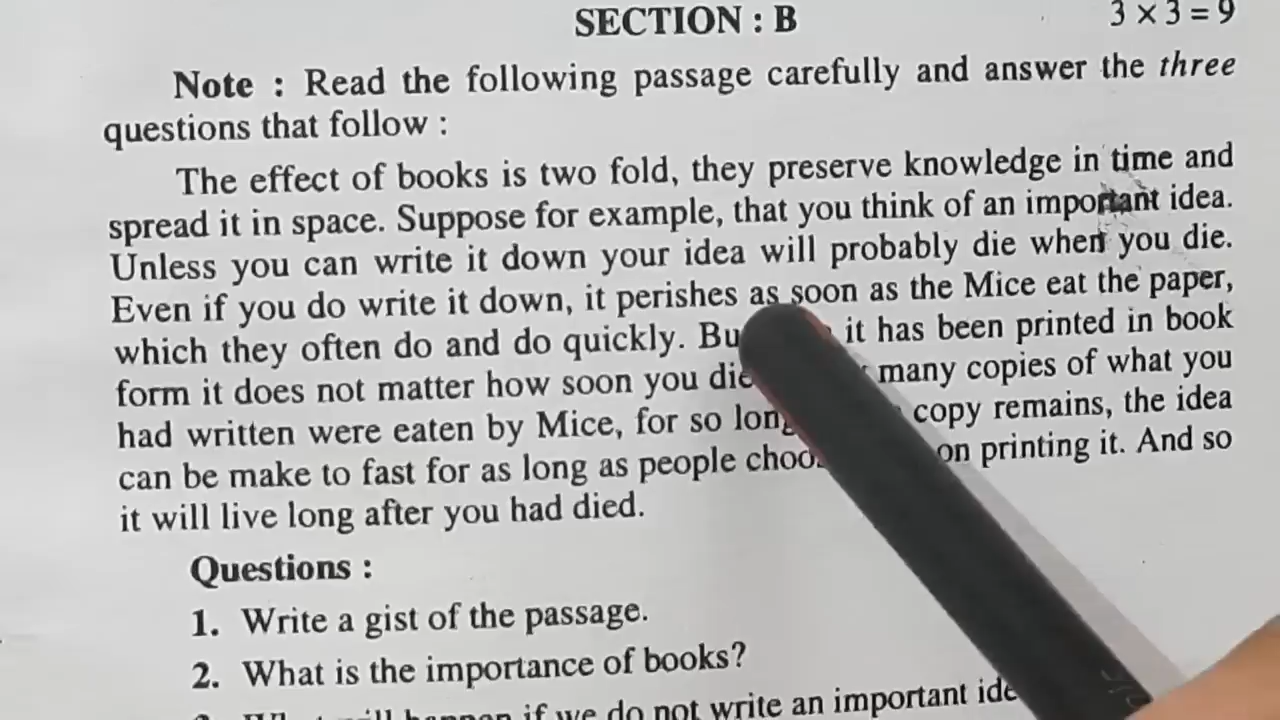 SECTION : B
3 × 3 = 9
Note : Read the following passage carefully and answer the three
questions that follow :
The effect of books is two fold, they preserve knowledge in time and
spread it in space. Suppose for example, that you think of an important idea.
Unless you can write it down your idea will probably die when you die.
Even if you do write it down, it perishes as soon as the Mice eat the paper,
which they often do and do quickly. it has been printed in book
form it does not matter how soon you many copies of what you
had written were eaten by Mice, for so copy remains, the idea
can be make to fast for as long as people on printing it. And so
it will live long after you had died.
Questions :
1. Write a gist of the passage.
2. What is the importance of books?
happen if we do not write an important